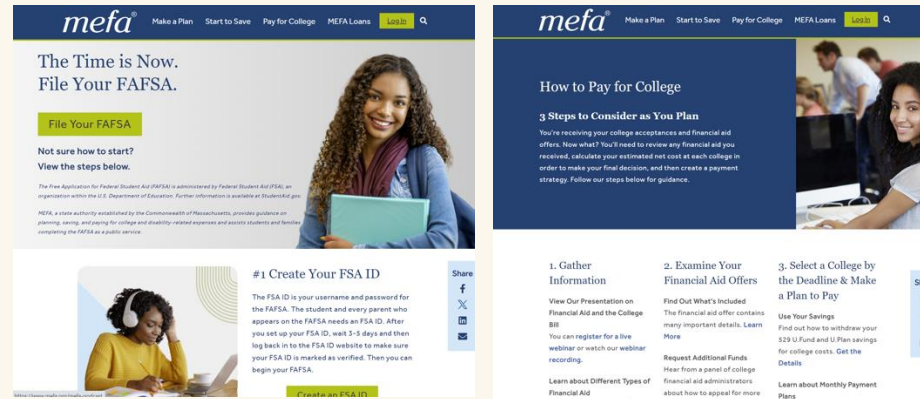 mefa®
Make a Plan Start to Save Pay for College MEFA Loans Log In
The Time is Now.
File Your FAFSA.
File Your FAFSA
Not sure how to start?
View the steps below.
The Free Application for Federal Student Aid (FAFSA) is administered by Federal Student Aid (FSA), an
organization within the U.S. Department of Education. Further information is available at StudentAid.gov.
MEFA, a state authority established by the Commonwealth of Massachusetts, provides guidance on
planning, saving, and paying for college and disability-related expenses and assists students and families
completing the FAFSA as a public service.
#1 Create Your FSA ID
The FSA ID is your username and password for
the FAFSA. The student and every parent who
appears on the FAFSA needs an FSA ID. After
you set up your FSA ID, wait 3-5 days and then
log back in to the FSA ID website to make sure
your FSA ID is marked as verified. Then you can
begin your FAFSA.
Create an FSA ID
Share
mefa®
Make a Plan Start to Save Pay for College MEFA Loans Log In
How to Pay for College
3 Steps to Consider as You Plan
You're receiving your college acceptances and financial aid
offers. Now what? You'll need to review any financial aid you
received, calculate your estimated net cost at each college in
order to make your final decision, and then create a payment
strategy. Follow our steps below for guidance.
1. Gather
Information
View Our Presentation on
Financial Aid and the College
Bill
You can register for a live
webinar or watch our webinar
recording.
Learn about Different Types of
Financial Aid
2. Examine Your
Financial Aid Offers
Find Out What's Included
The financial aid offer contains
many important details. Learn
More
Request Additional Funds
Hear from a panel of college
financial aid administrators
about how to appeal for more
3. Select a College by
the Deadline & Make
a Plan to Pay
Use Your Savings
Find out how to withdraw your
529 U.Fund and U.Plan savings
for college costs. Get the
Details
Learn about Monthly Payment
Plans